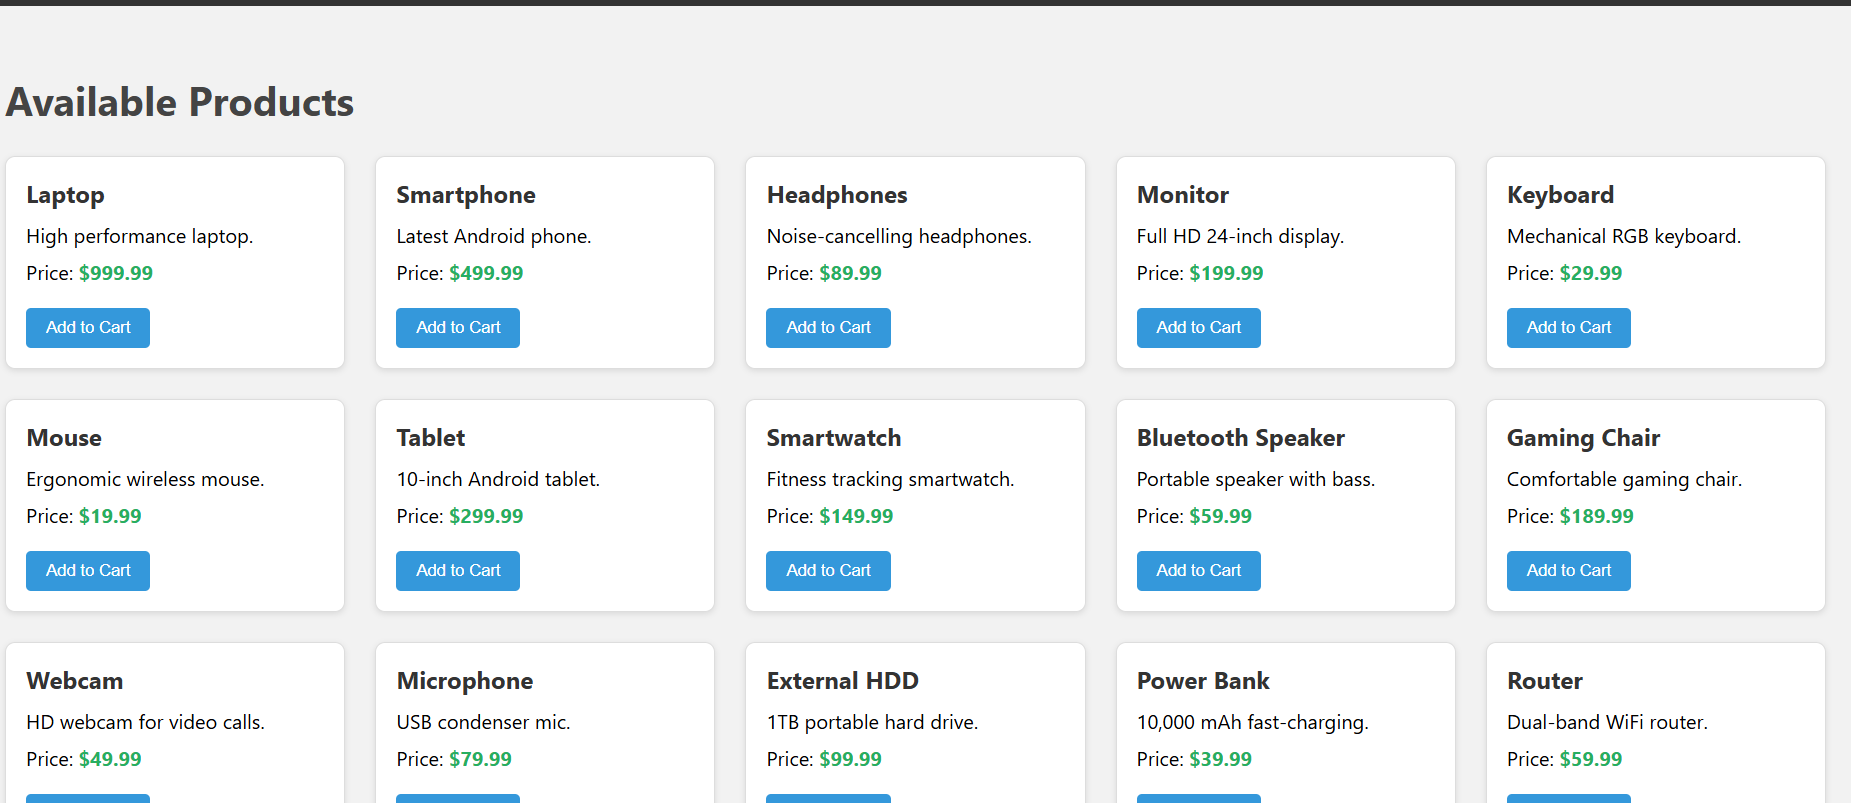 Available Products
Laptop
High performance laptop.
Price: $999.99
Add to Cart
Smartphone
Latest Android phone.
Price: $499.99
Add to Cart
Headphones
Noise-cancelling headphones.
Price: $89.99
Add to Cart
Monitor
Full HD 24-inch display.
Price: $199.99
Add to Cart
Keyboard
Mechanical RGB keyboard.
Price: $29.99
Add to Cart
Mouse
Ergonomic wireless mouse.
Price: $19.99
Add to Cart
Tablet
10-inch Android tablet.
Price: $299.99
Add to Cart
Smartwatch
Fitness tracking smartwatch.
Price: $149.99
Add to Cart
Bluetooth Speaker
Portable speaker with bass.
Price: $59.99
Add to Cart
Gaming Chair
Comfortable gaming chair.
Price: $189.99
Add to Cart
Webcam
HD webcam for video calls.
Price: $49.99
Microphone
USB condenser mic.
Price: $79.99
External HDD
1TB portable hard drive.
Price: $99.99
Power Bank
10,000 mAh fast-charging.
Price: $39.99
Router
Dual-band WiFi router.
Price: $59.99